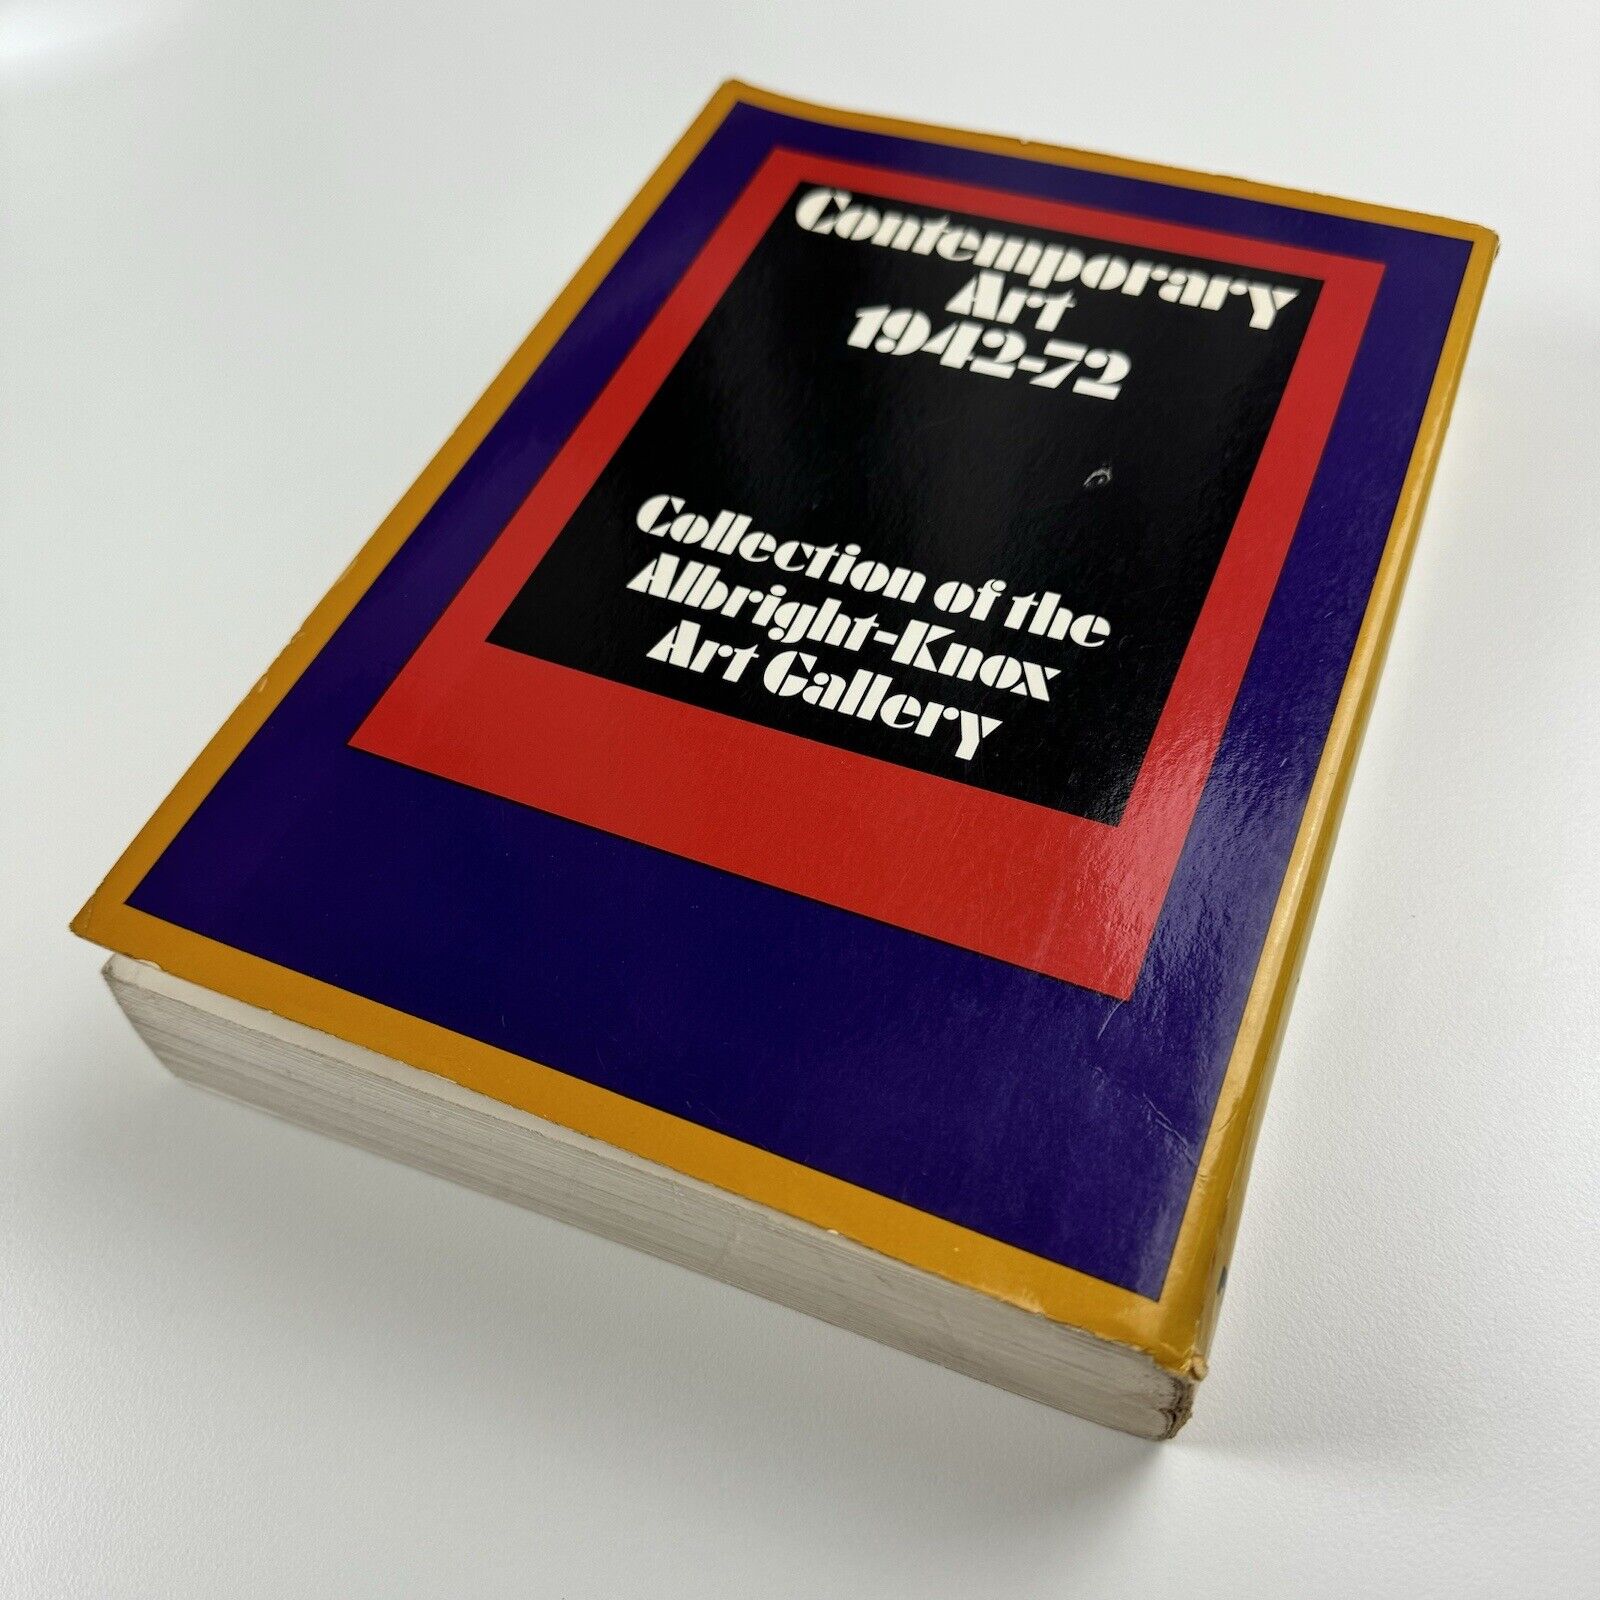 Contemporary
Art
1942-72
Collection of the
Albright-Knox
Art Gallery